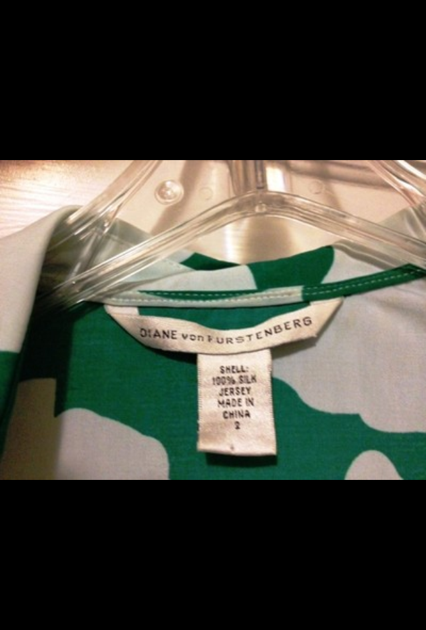 DIANE von FURSTENBERG
SHELL:
100% SILK
JERSEY
MADE IN
CHINA
2